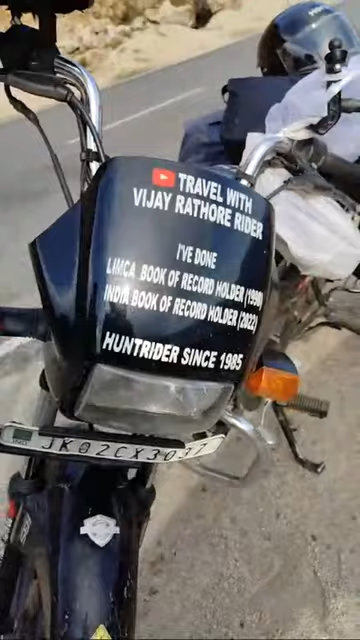 TRAVEL WITH
VIJAY RATHORE RIDER
I'VE DONE
LIMCA BOOK OF RECORD HOLDER (1990)
INDIA BOOK OF RECORD HOLDER (2022)
HUNTRIDER SINCE 1985
JK02CX3037